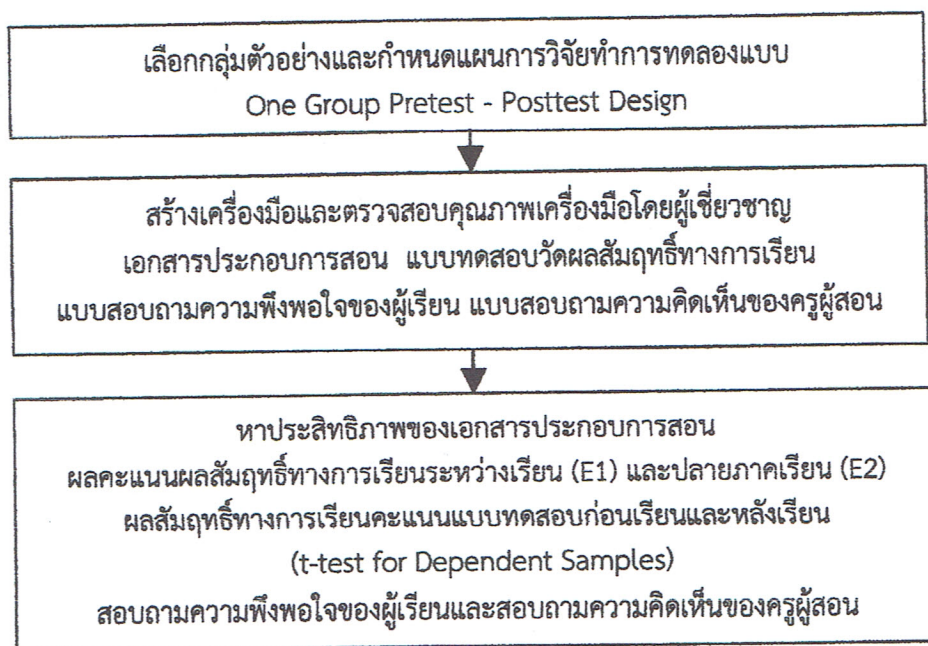 เลือกกลุ่มตัวอย่างและกำหนดแผนการวิจัยทำการทดลองแบบ
One Group Pretest - Posttest Design
สร้างเครื่องมือและตรวจสอบคุณภาพเครื่องมือโดยผู้เชี่ยวชาญ
เอกสารประกอบการสอน แบบทดสอบวัดผลสัมฤทธิ์ทางการเรียน
แบบสอบถามความพึงพอใจของผู้เรียน แบบสอบถามความคิดเห็นของครูผู้สอน
หาประสิทธิภาพของเอกสารประกอบการสอน
ผลคะแนนผลสัมฤทธิ์ทางการเรียนระหว่างเรียน (E1) และปลายภาคเรียน (E2)
ผลสัมฤทธิ์ทางการเรียนคะแนนแบบทดสอบก่อนเรียนและหลังเรียน
(t-test for Dependent Samples)
สอบถามความพึงพอใจของผู้เรียนและสอบถามความคิดเห็นของครูผู้สอน